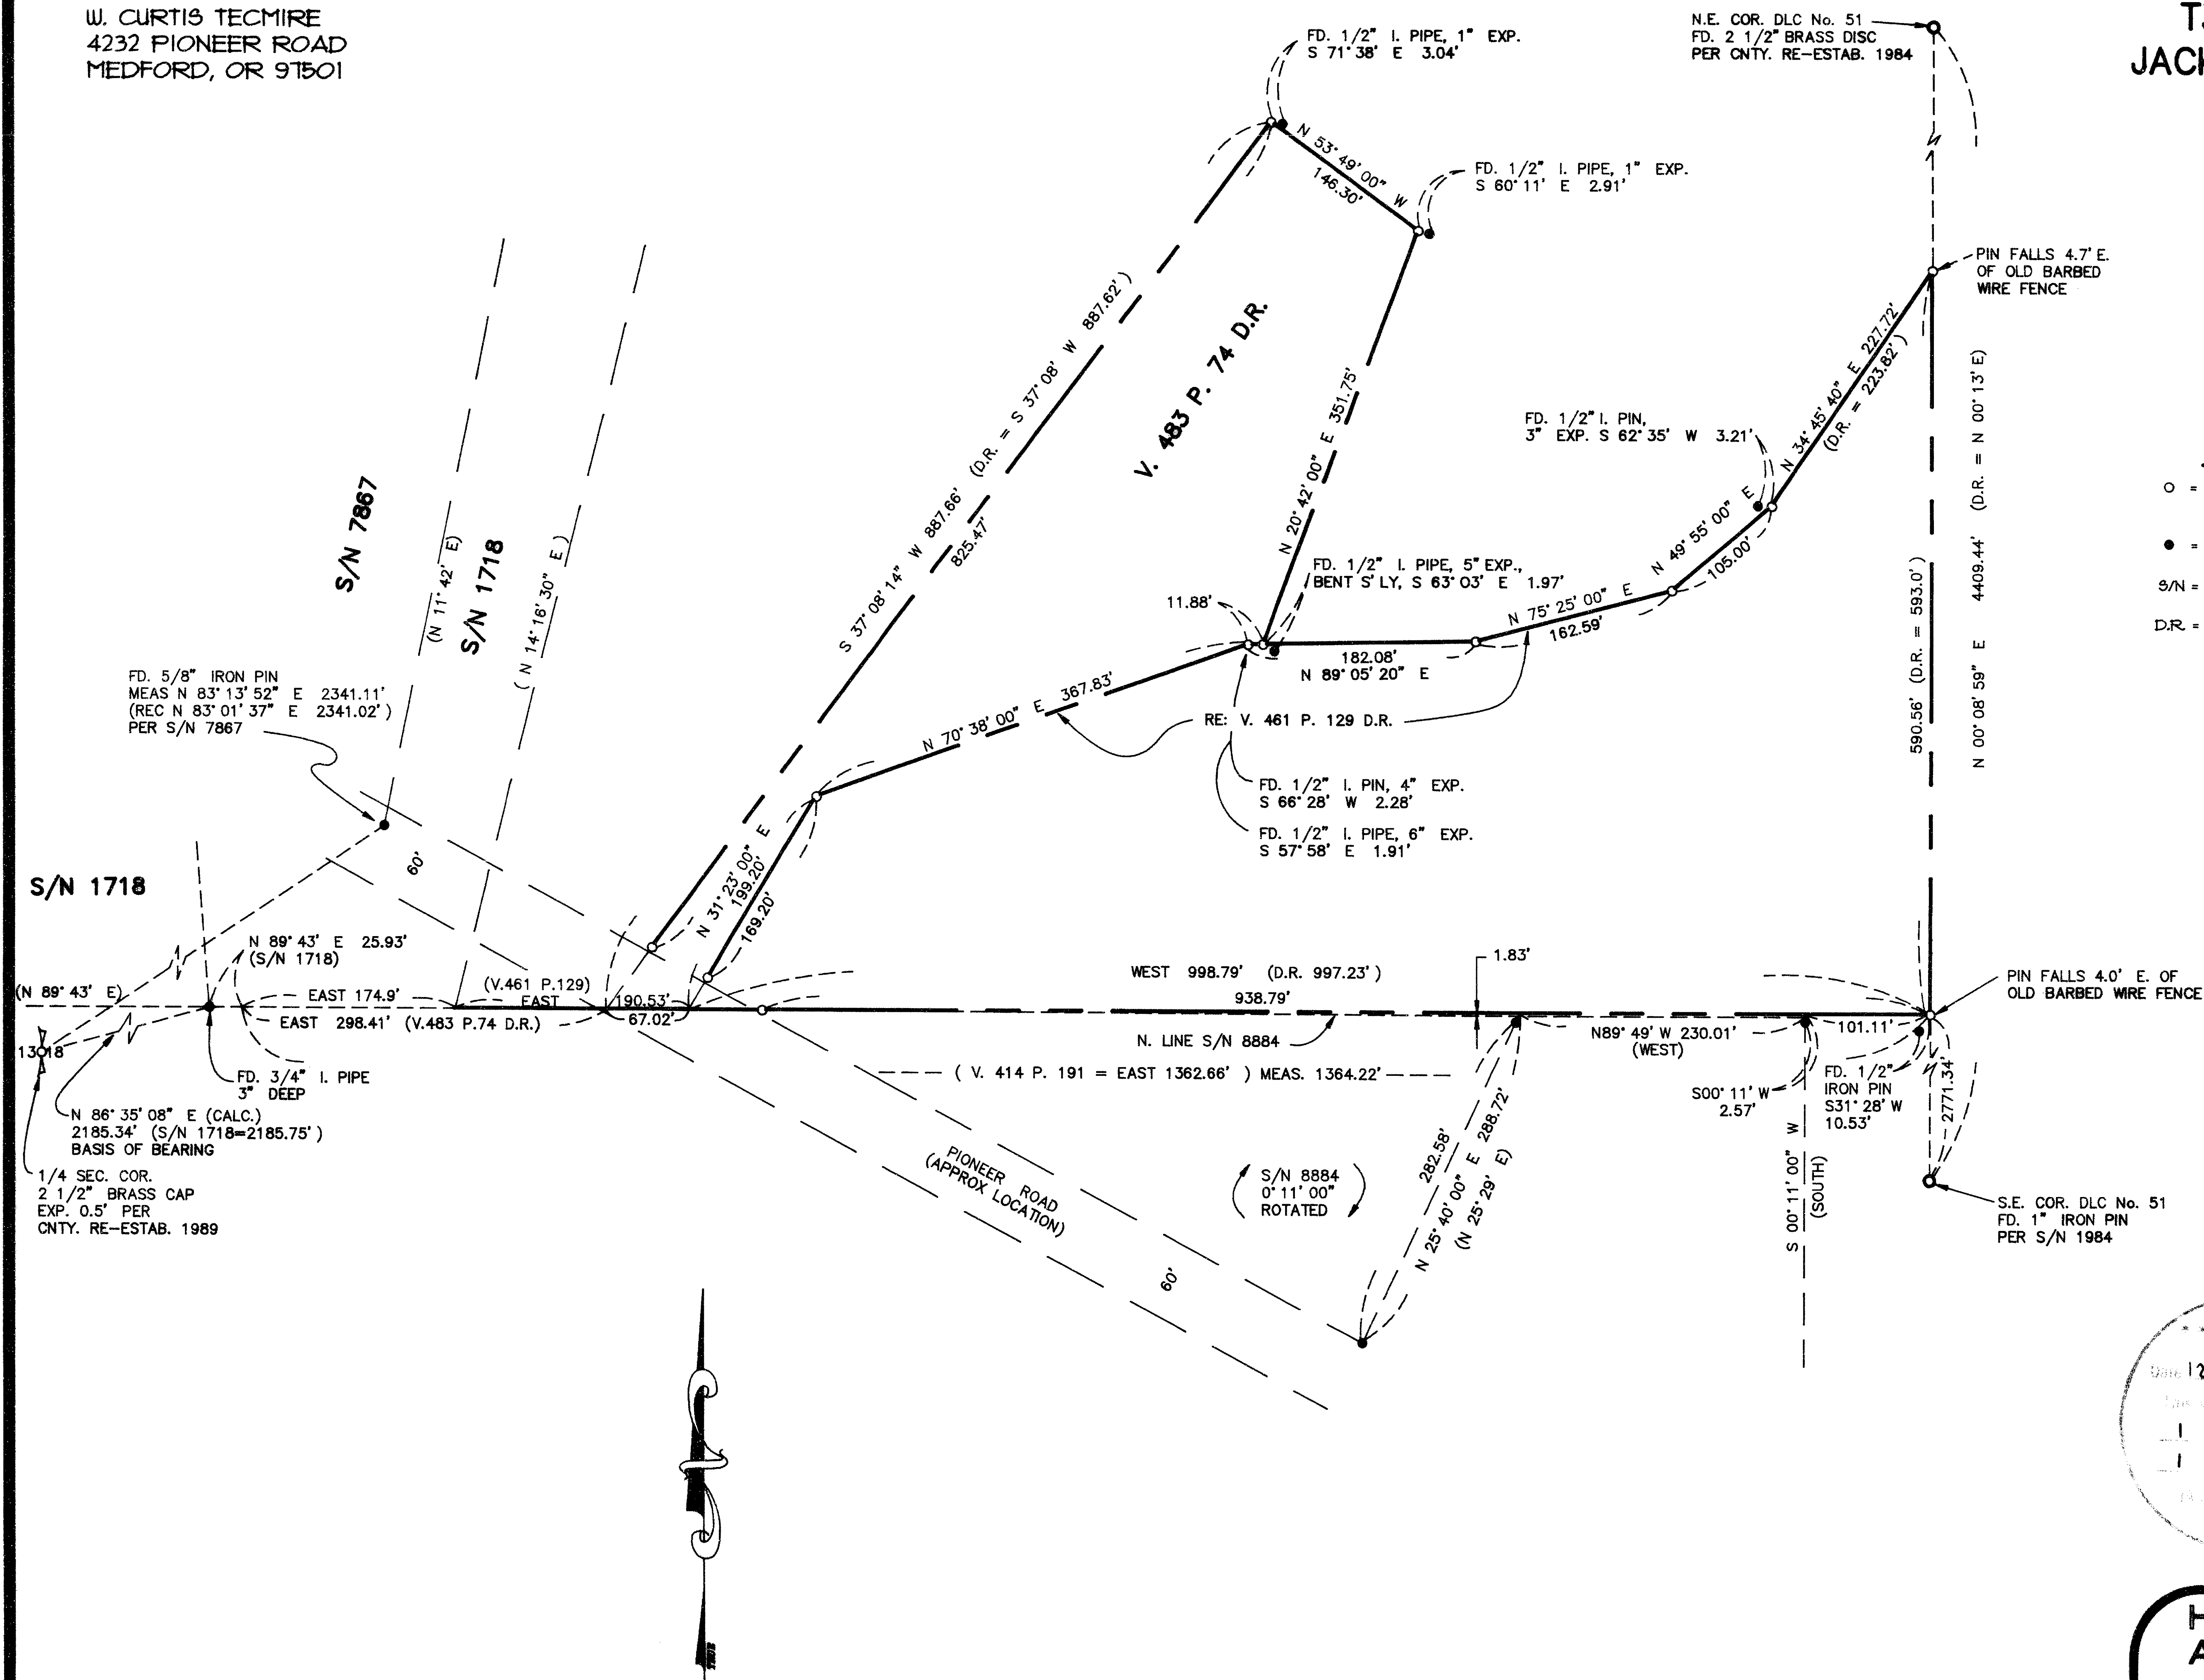 W. CURTIS TECMIRE
4232 PIONEER ROAD
MEDFORD, OR 97501
FD. 1/2" I. PIPE, 1" EXP.
S 71° 38' E 3.04'
N.E. COR. DLC No. 51
FD. 2 1/2" BRASS DISC
PER CNTY. RE-ESTAB. 1984
JAC
N 53° 49' 00" W
146.30'
FD. 1/2" I. PIPE, 1" EXP.
S 60° 11' E 2.91'
PIN FALLS 4.7' E.
OF OLD BARBED
WIRE FENCE
S 37° 08' 14" W 887.66' (D.R. = S 37° 08' W 887.62')
825.47'
V. 483 P. 74 D.R.
N 20° 42' 00" E 351.75'
FD. 1/2" I. PIN,
3" EXP. S 62° 35' W 3.21'
N 34° 45' 40" E 227.72'
(D.R. = 223.82')
N 49° 55' 00" E
105.00'
590.56' (D.R. = 593.0')
N 00° 08' 59" E 4409.44' (D.R. = N 00° 13' E)
O =
● =
S/N =
D.R. =
S/N 7867
(N 11° 42' E)
S/N 1718
(N 14° 16' 30" E)
FD. 1/2" I. PIPE, 5" EXP.,
BENT S'LY, S 63° 03' E 1.97'
11.88'
N 75° 25' 00" E
162.59'
182.08'
N 89° 05' 20" E
N 70° 38' 00" E 367.83'
RE: V. 461 P. 129 D.R.
FD. 5/8" IRON PIN
MEAS N 83° 13' 52" E 2341.11'
(REC N 83° 01' 37" E 2341.02')
PER S/N 7867
FD. 1/2" I. PIN, 4" EXP.
S 66° 28' W 2.28'
FD. 1/2" I. PIPE, 6" EXP.
S 57° 58' E 1.91'
60'
N 31° 23' 00" E
199.20'
169.20'
S/N 1718
N 89° 43' E 25.93'
(S/N 1718)
(N 89° 43' E)
EAST 174.9'
(V.461 P.129)
EAST 190.53'
EAST 298.41' (V.483 P.74 D.R.)
67.02'
WEST 998.79' (D.R. 997.23')
938.79'
1.83'
PIN FALLS 4.0' E. OF
OLD BARBED WIRE FENCE
N. LINE S/N 8884
N89° 49' W 230.01'
(WEST)
101.11'
( V. 414 P. 191 = EAST 1362.66' ) MEAS. 1364.22'
13 18
FD. 3/4" I. PIPE
3" DEEP
N 86° 35' 08" E (CALC.)
2185.34' (S/N 1718=2185.75')
BASIS OF BEARING
1/4 SEC. COR.
2 1/2" BRASS CAP
EXP. 0.5' PER
CNTY. RE-ESTAB. 1989
S00° 11' W
2.57'
FD. 1/2"
IRON PIN
S31° 28' W
10.53'
2771.34'
PIONEER ROAD
(APPROX LOCATION)
60'
S/N 8884
0° 11' 00"
ROTATED
282.58'
N 25° 40' 00" E 288.72'
(N 25° 29' E)
S 00° 11' 00" W
(SOUTH)
S.E. COR. DLC No. 51
FD. 1" IRON PIN
PER S/N 1984
Date 12